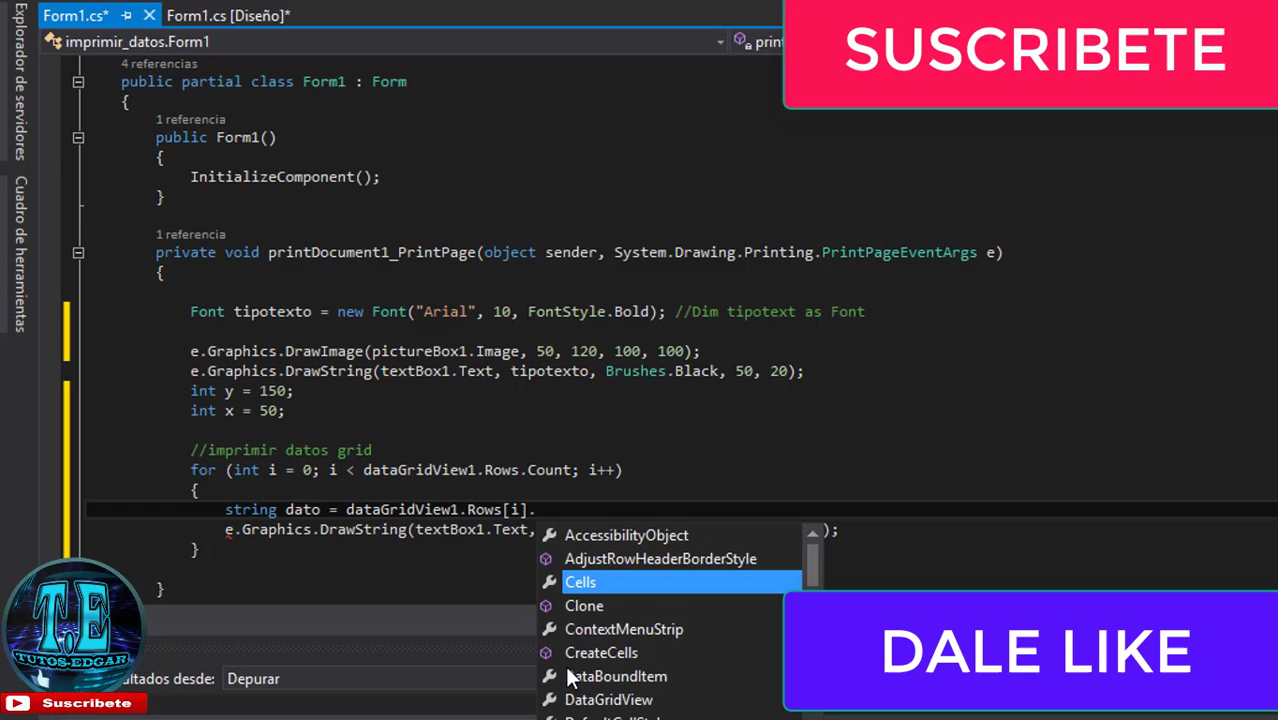 Form1.cs*
Form1.cs [Diseño]*
SUSCRIBETE
imprimir_datos.Form1
Explorador de servidores
Cuadro de herramientas
4 referencias
public partial class Form1 : Form
{
1 referencia
public Form1()
{
InitializeComponent();
}
1 referencia
private void printDocument1_PrintPage(object sender, System.Drawing.Printing.PrintPageEventArgs e)
{
Font tipotexto = new Font("Arial", 10, FontStyle.Bold); //Dim tipotext as Font
e.Graphics.DrawImage(pictureBox1.Image, 50, 120, 100, 100);
e.Graphics.DrawString(textBox1.Text, tipotexto, Brushes.Black, 50, 20);
int y = 150;
int x = 50;
//imprimir datos grid
for (int i = 0; i < dataGridView1.Rows.Count; i++)
{
string dato = dataGridView1.Rows[i].
e.Graphics.DrawString(textBox1.Text, );
}
}
AccessibilityObject
AdjustRowHeaderBorderStyle
Cells
Clone
ContextMenuStrip
CreateCells
DataBoundItem
DataGridView
T.E
TUTOS-EDGAR
Suscribete
desde:
Depurar
DALE LIKE